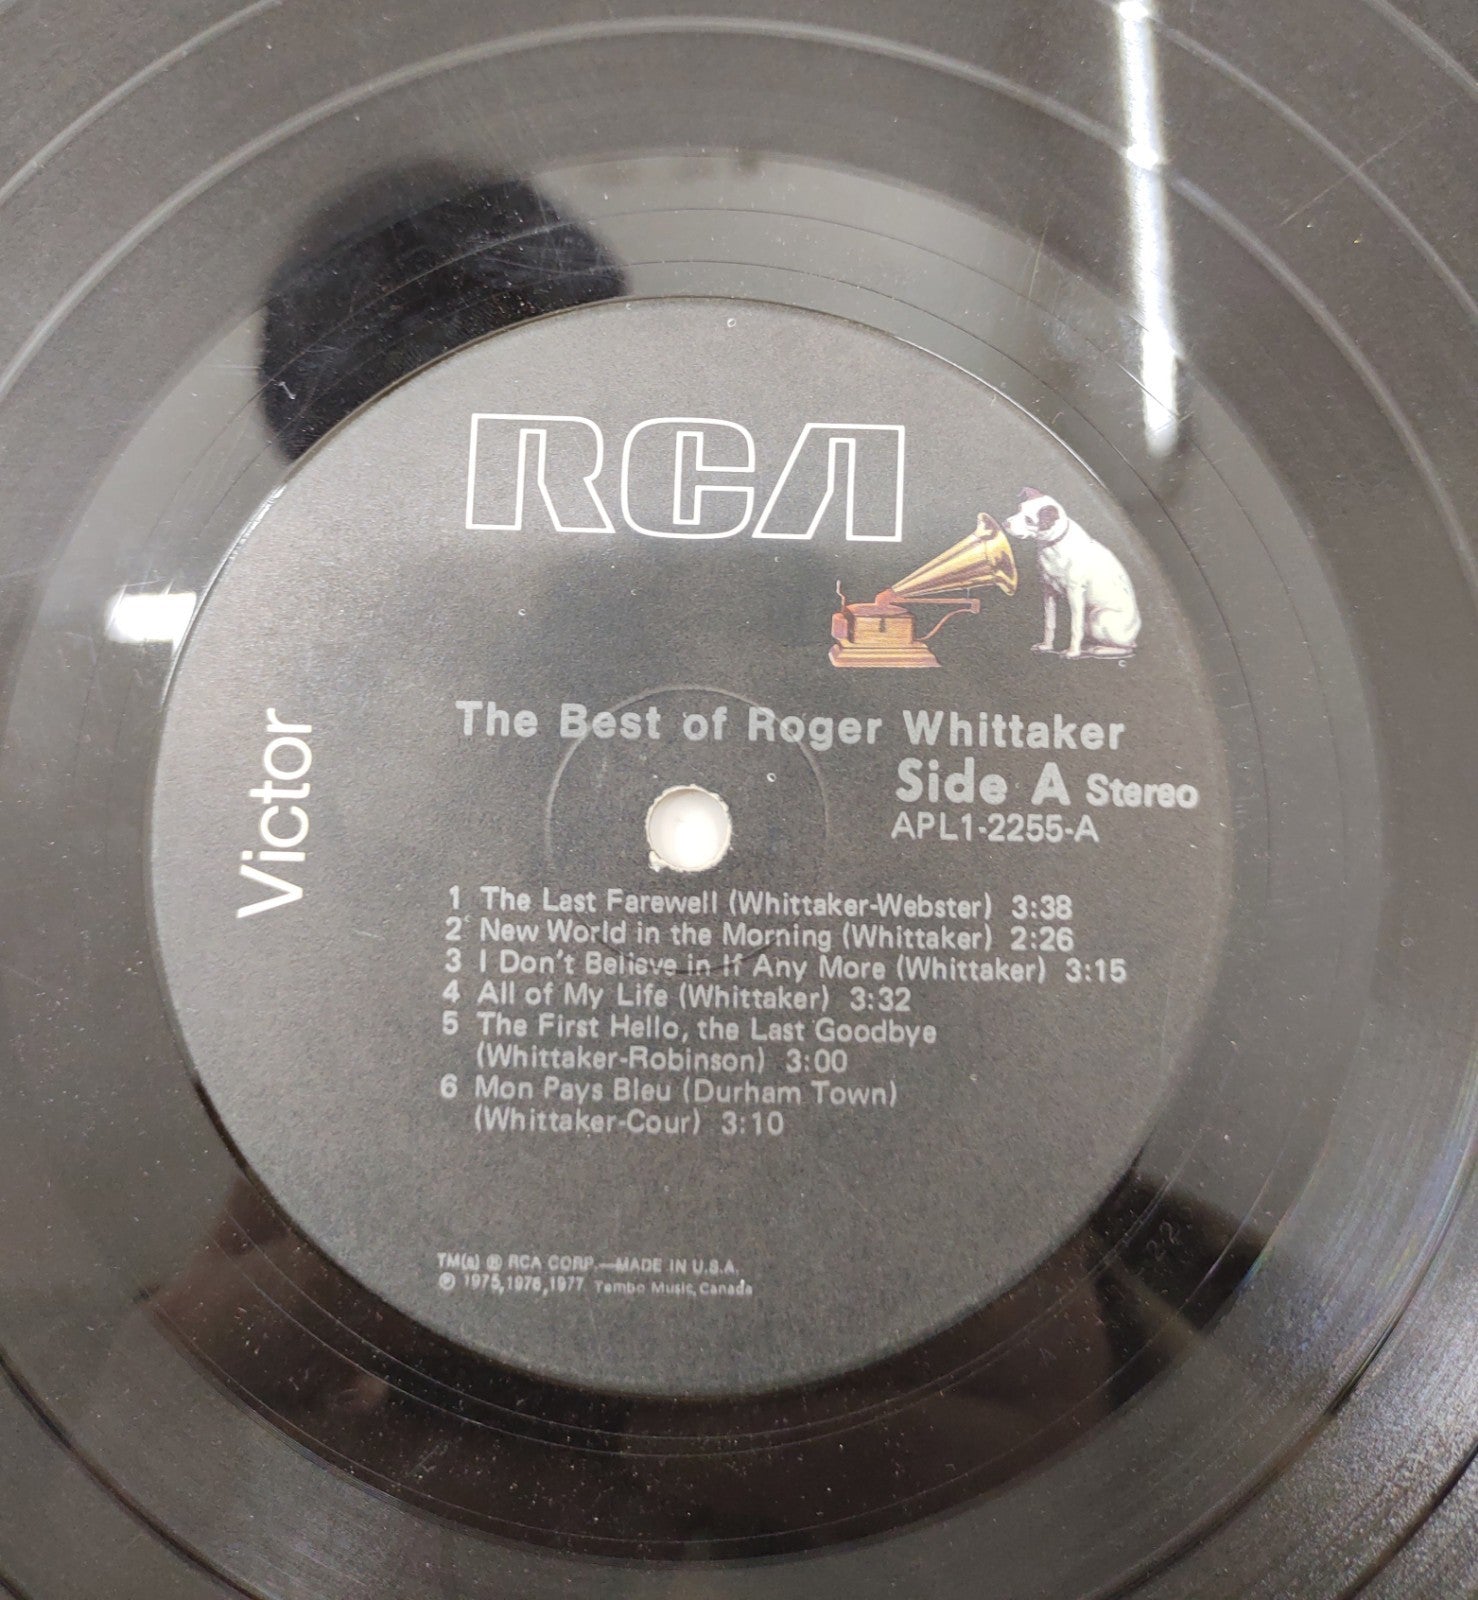 RCA
Victor
The Best of Roger Whittaker
Side A Stereo
APL1-2255-A
1 The Last Farewell (Whittaker-Webster) 3:38
2 New World in the Morning (Whittaker) 2:26
3 I Don't Believe in If Any More (Whittaker) 3:15
4 All of My Life (Whittaker) 3:32
5 The First Hello, the Last Goodbye
(Whittaker-Robinson) 3:00
6 Mon Pays Bleu (Durham Town)
(Whittaker-Cour) 3:10
TM(s) ® RCA CORP.—MADE IN U.S.A.
℗ 1975, 1976, 1977 Tembo Music, Canada